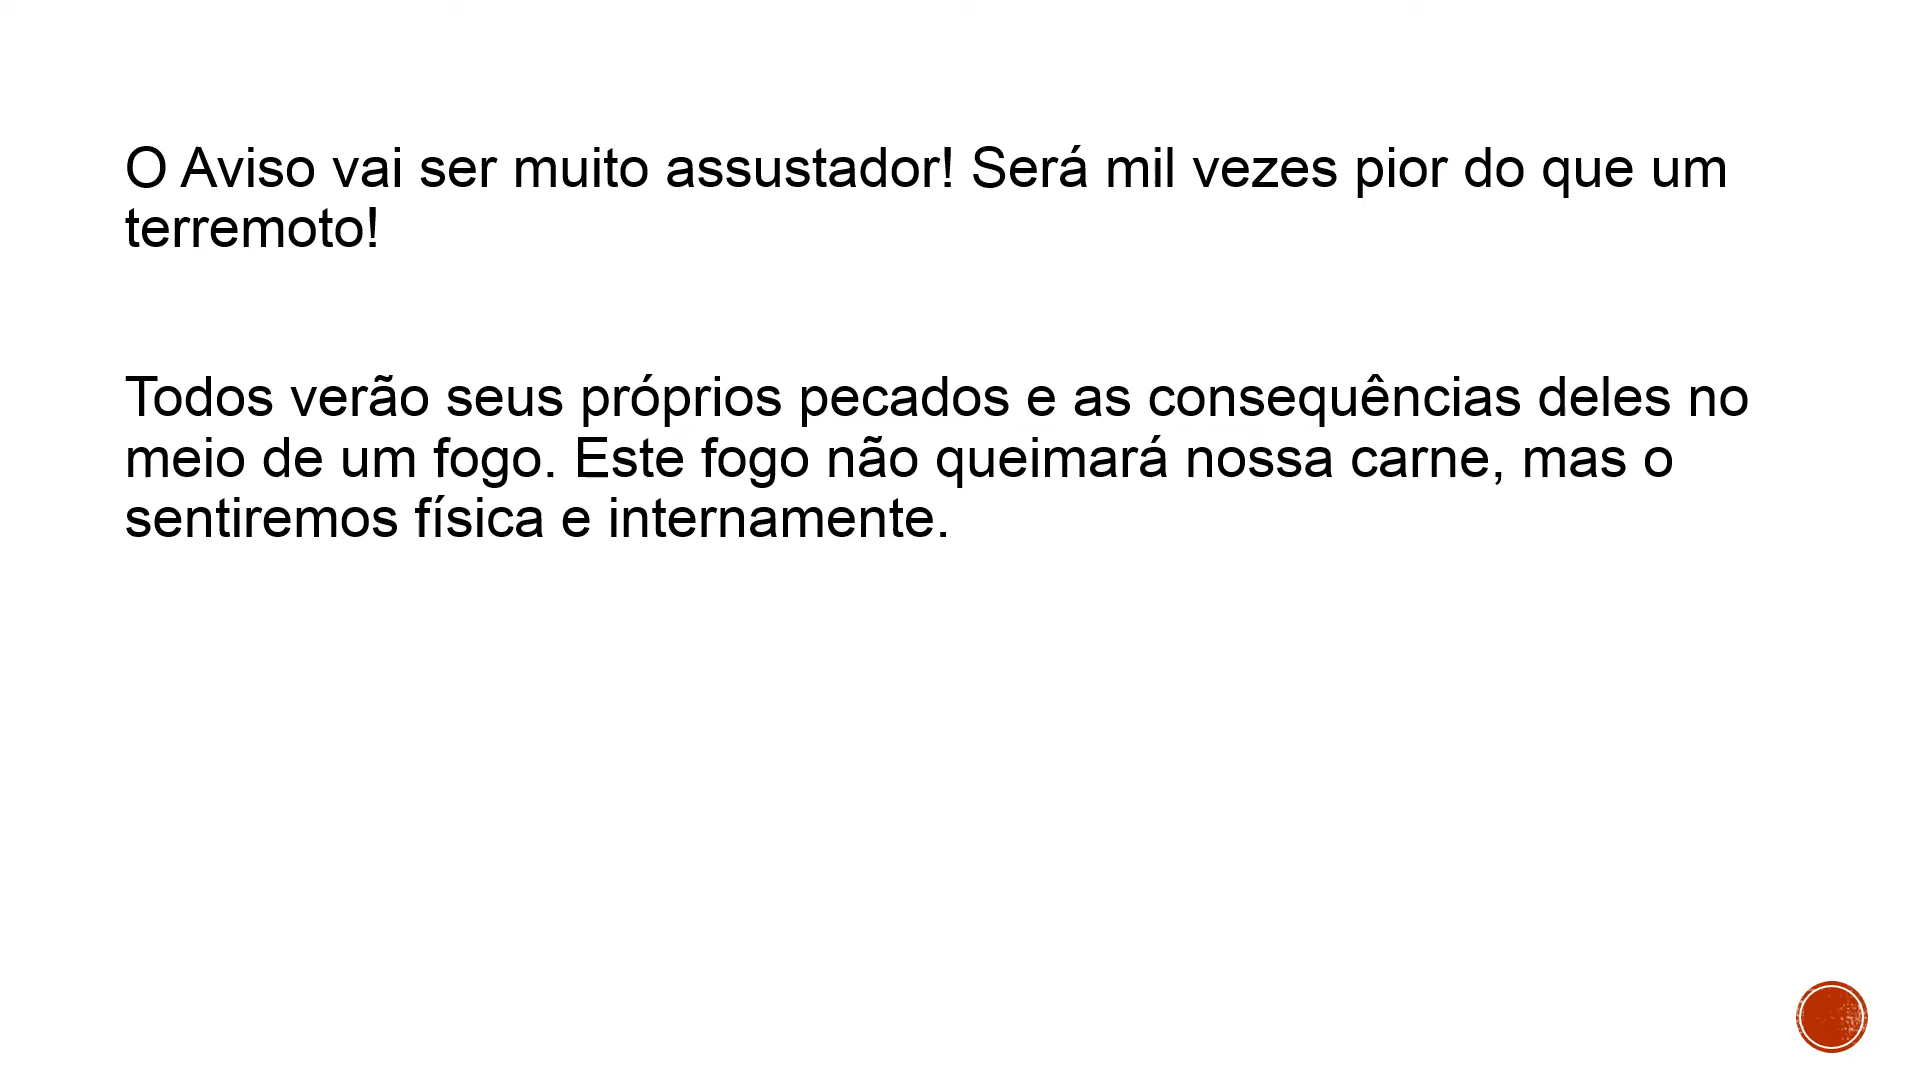 O Aviso vai ser muito assustador! Será mil vezes pior do que um
terremoto!
Todos verão seus próprios pecados e as consequências deles no
meio de um fogo. Este fogo não queimará nossa carne, mas o
sentiremos física e internamente.